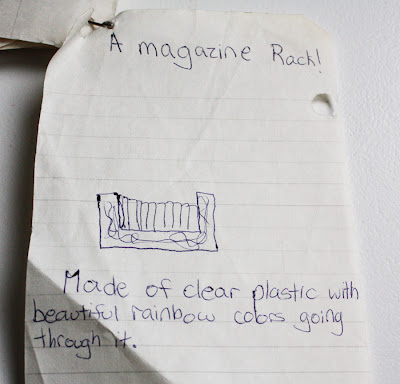 A magazine Rack!
Made of clear plastic with
beautiful rainbow colors going
through it.